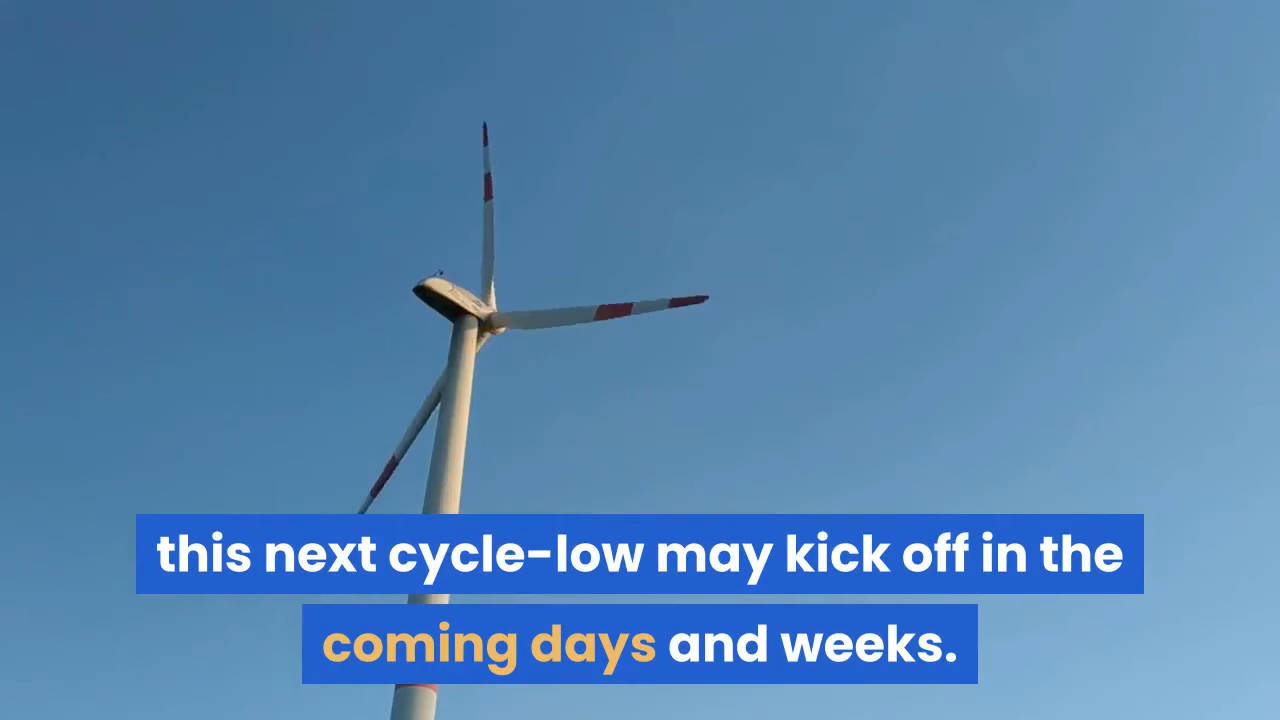 this next cycle-low may kick off in the
coming days and weeks.